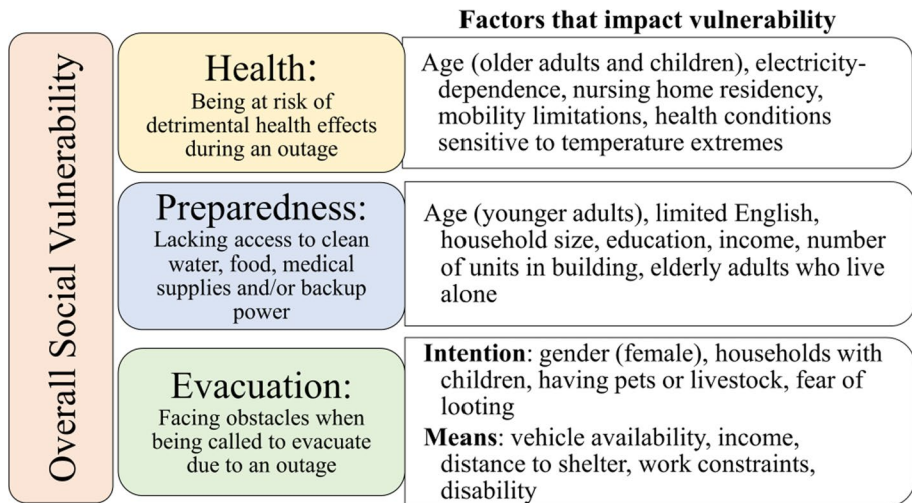 Factors that impact vulnerability
Overall Social Vulnerability
Health:
Being at risk of
detrimental health effects
during an outage
Age (older adults and children), electricity-
dependence, nursing home residency,
mobility limitations, health conditions
sensitive to temperature extremes
Preparedness:
Lacking access to clean
water, food, medical
supplies and/or backup
power
Age (younger adults), limited English,
household size, education, income, number
of units in building, elderly adults who live
alone
Evacuation:
Facing obstacles when
being called to evacuate
due to an outage
Intention: gender (female), households with
children, having pets or livestock, fear of
looting
Means: vehicle availability, income,
distance to shelter, work constraints,
disability